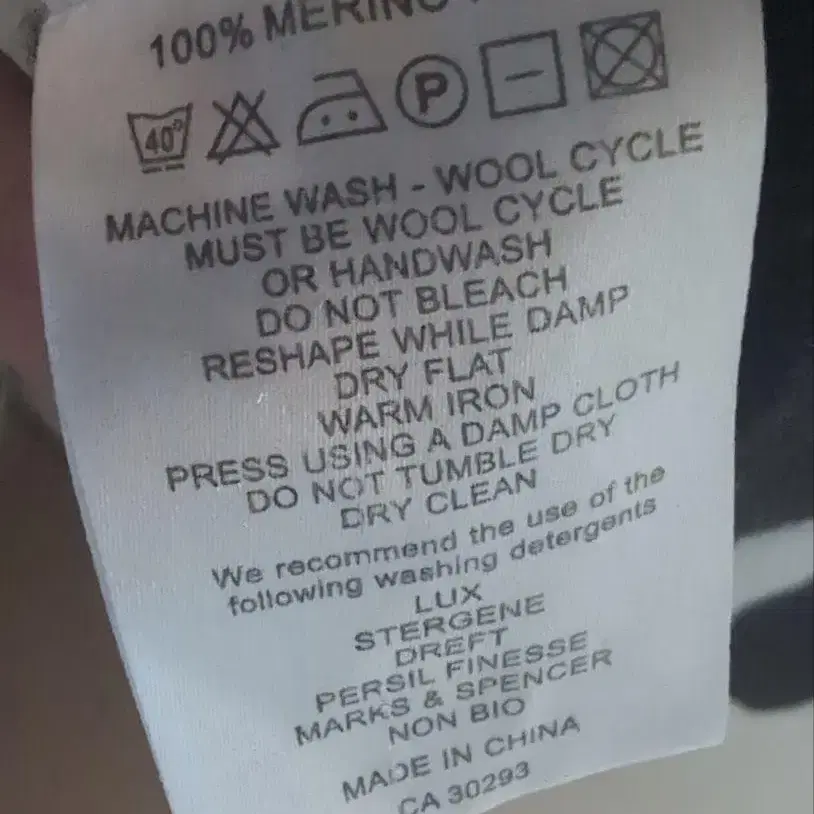 100% MERINO
40°
P
MACHINE WASH - WOOL CYCLE
MUST BE WOOL CYCLE
OR HANDWASH
DO NOT BLEACH
RESHAPE WHILE DAMP
DRY FLAT
WARM IRON
PRESS USING A DAMP CLOTH
DO NOT TUMBLE DRY
DRY CLEAN
We recommend the use of the
following washing detergents
LUX
STERGENE
DREFT
PERSIL FINESSE
MARKS & SPENCER
NON BIO
MADE IN CHINA
CA 30293